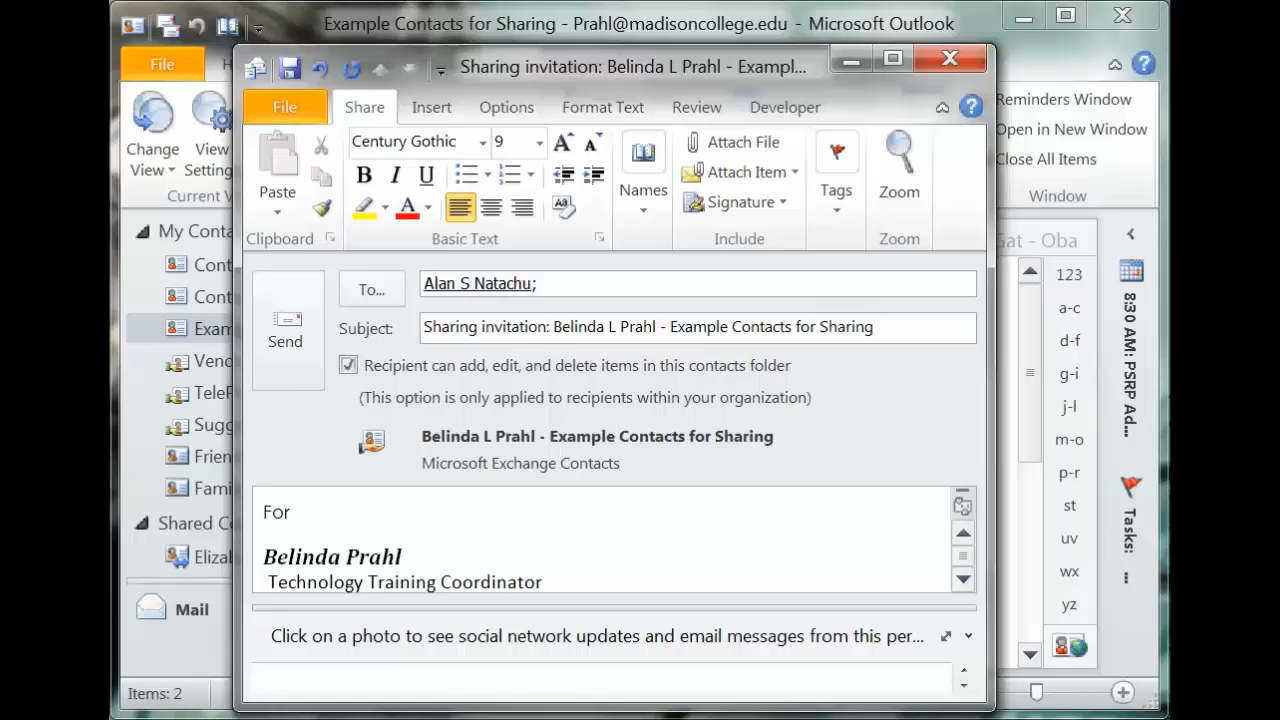 Example Contacts for Sharing - Prahl@madisoncollege.edu - Microsoft Outlook
File
Sharing invitation: Belinda L Prahl - Exampl...
File Share Insert Options Format Text Review Developer
Change View
View Setting
Current V
Paste
Clipboard
Century Gothic 9
B I U
Basic Text
Names
Attach File
Attach Item
Signature
Include
Tags
Zoom
Zoom
Reminders Window
Open in New Window
Close All Items
Window
My Conta
Cont
Cont
Exam
Vend
TeleP
Sugg
Frien
Fami
Shared C
Elizab
Mail
Items: 2
Send
To...
Alan S Natachu;
Subject:
Sharing invitation: Belinda L Prahl - Example Contacts for Sharing
Recipient can add, edit, and delete items in this contacts folder
(This option is only applied to recipients within your organization)
Belinda L Prahl - Example Contacts for Sharing
Microsoft Exchange Contacts
For
Belinda Prahl
Technology Training Coordinator
Click on a photo to see social network updates and email messages from this per...
Gat - Oba
123
a-c
d-f
g-i
j-l
m-o
p-r
st
uv
wx
yz
8:30 AM: PSRP Ad...
Tasks: ...